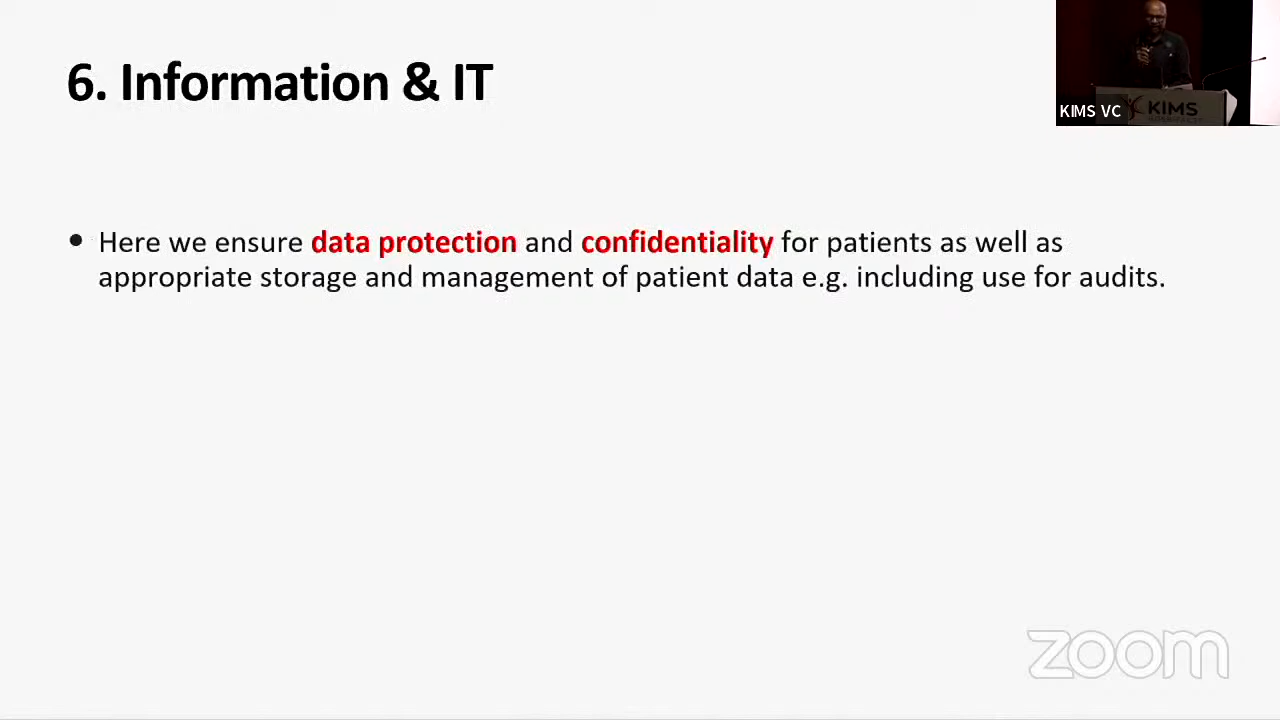 6. Information & IT
KIMS VC
KIMS
• Here we ensure data protection and confidentiality for patients as well as
appropriate storage and management of patient data e.g. including use for audits.
zoom